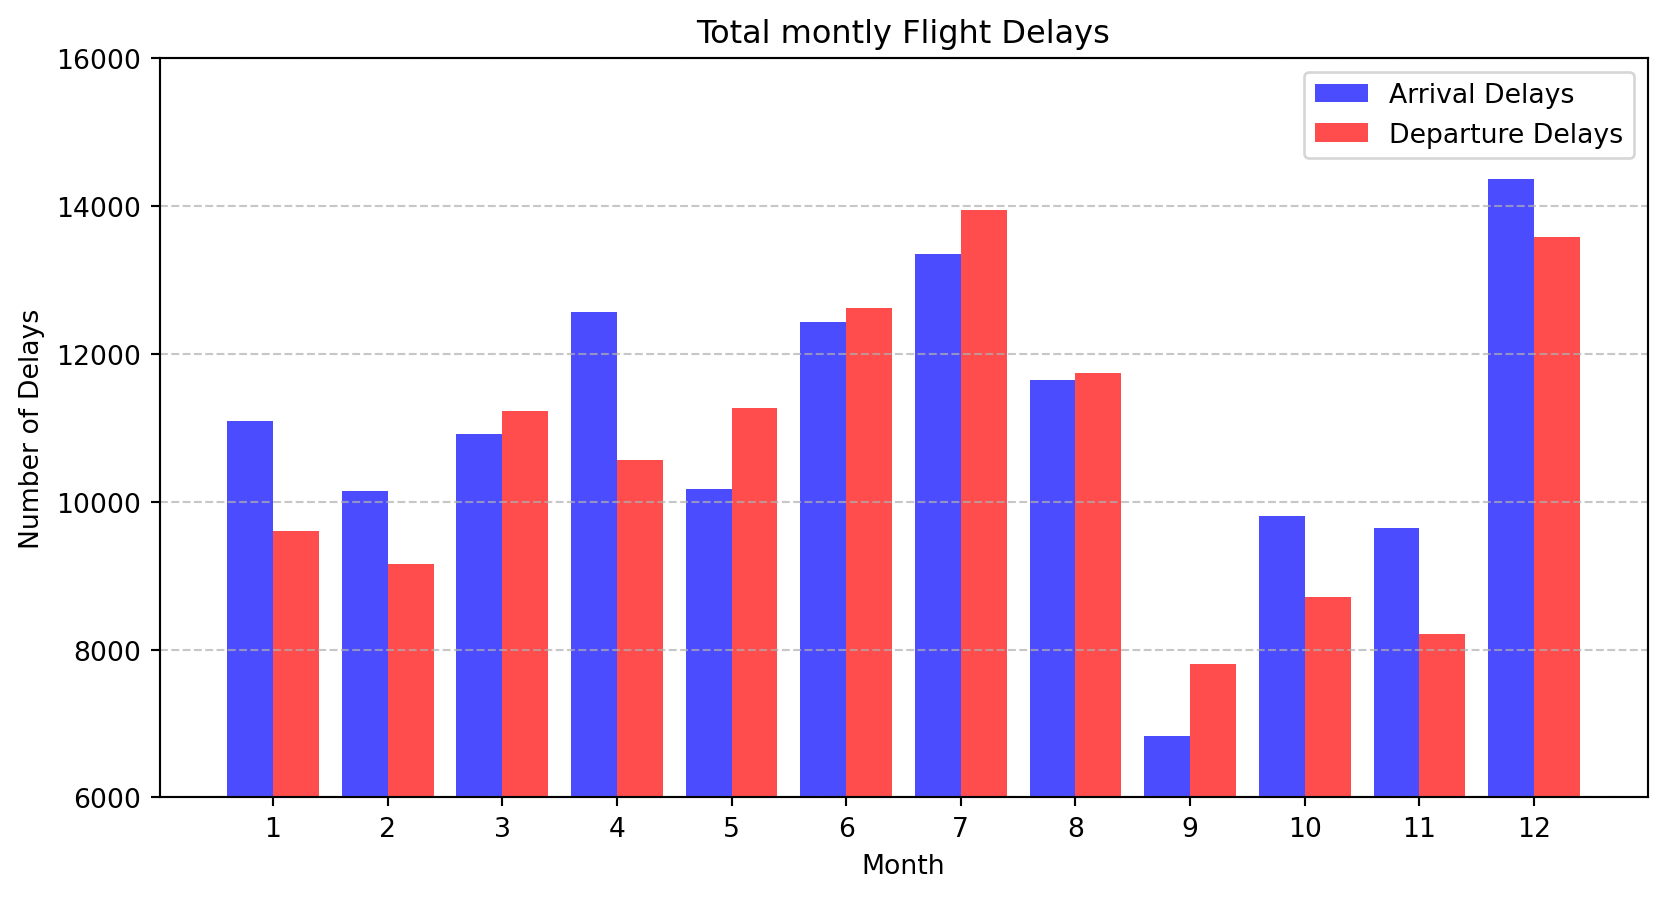 Total montly Flight Delays
16000
14000
12000
10000
8000
6000
Number of Delays
Arrival Delays
Departure Delays
1 2 3 4 5 6 7 8 9 10 11 12
Month